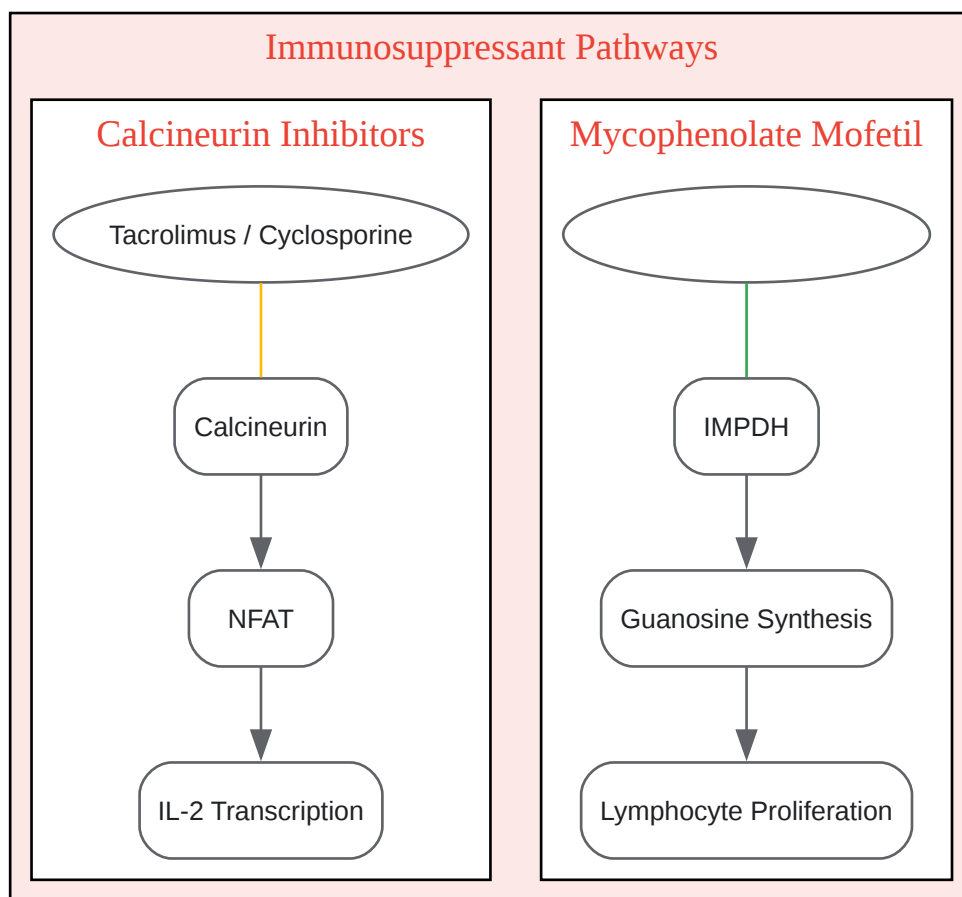 Immunosuppressant Pathways
Calcineurin Inhibitors
Tacrolimus / Cyclosporine
Calcineurin
NFAT
IL-2 Transcription
Mycophenolate Mofetil
IMPDH
Guanosine Synthesis
Lymphocyte Proliferation